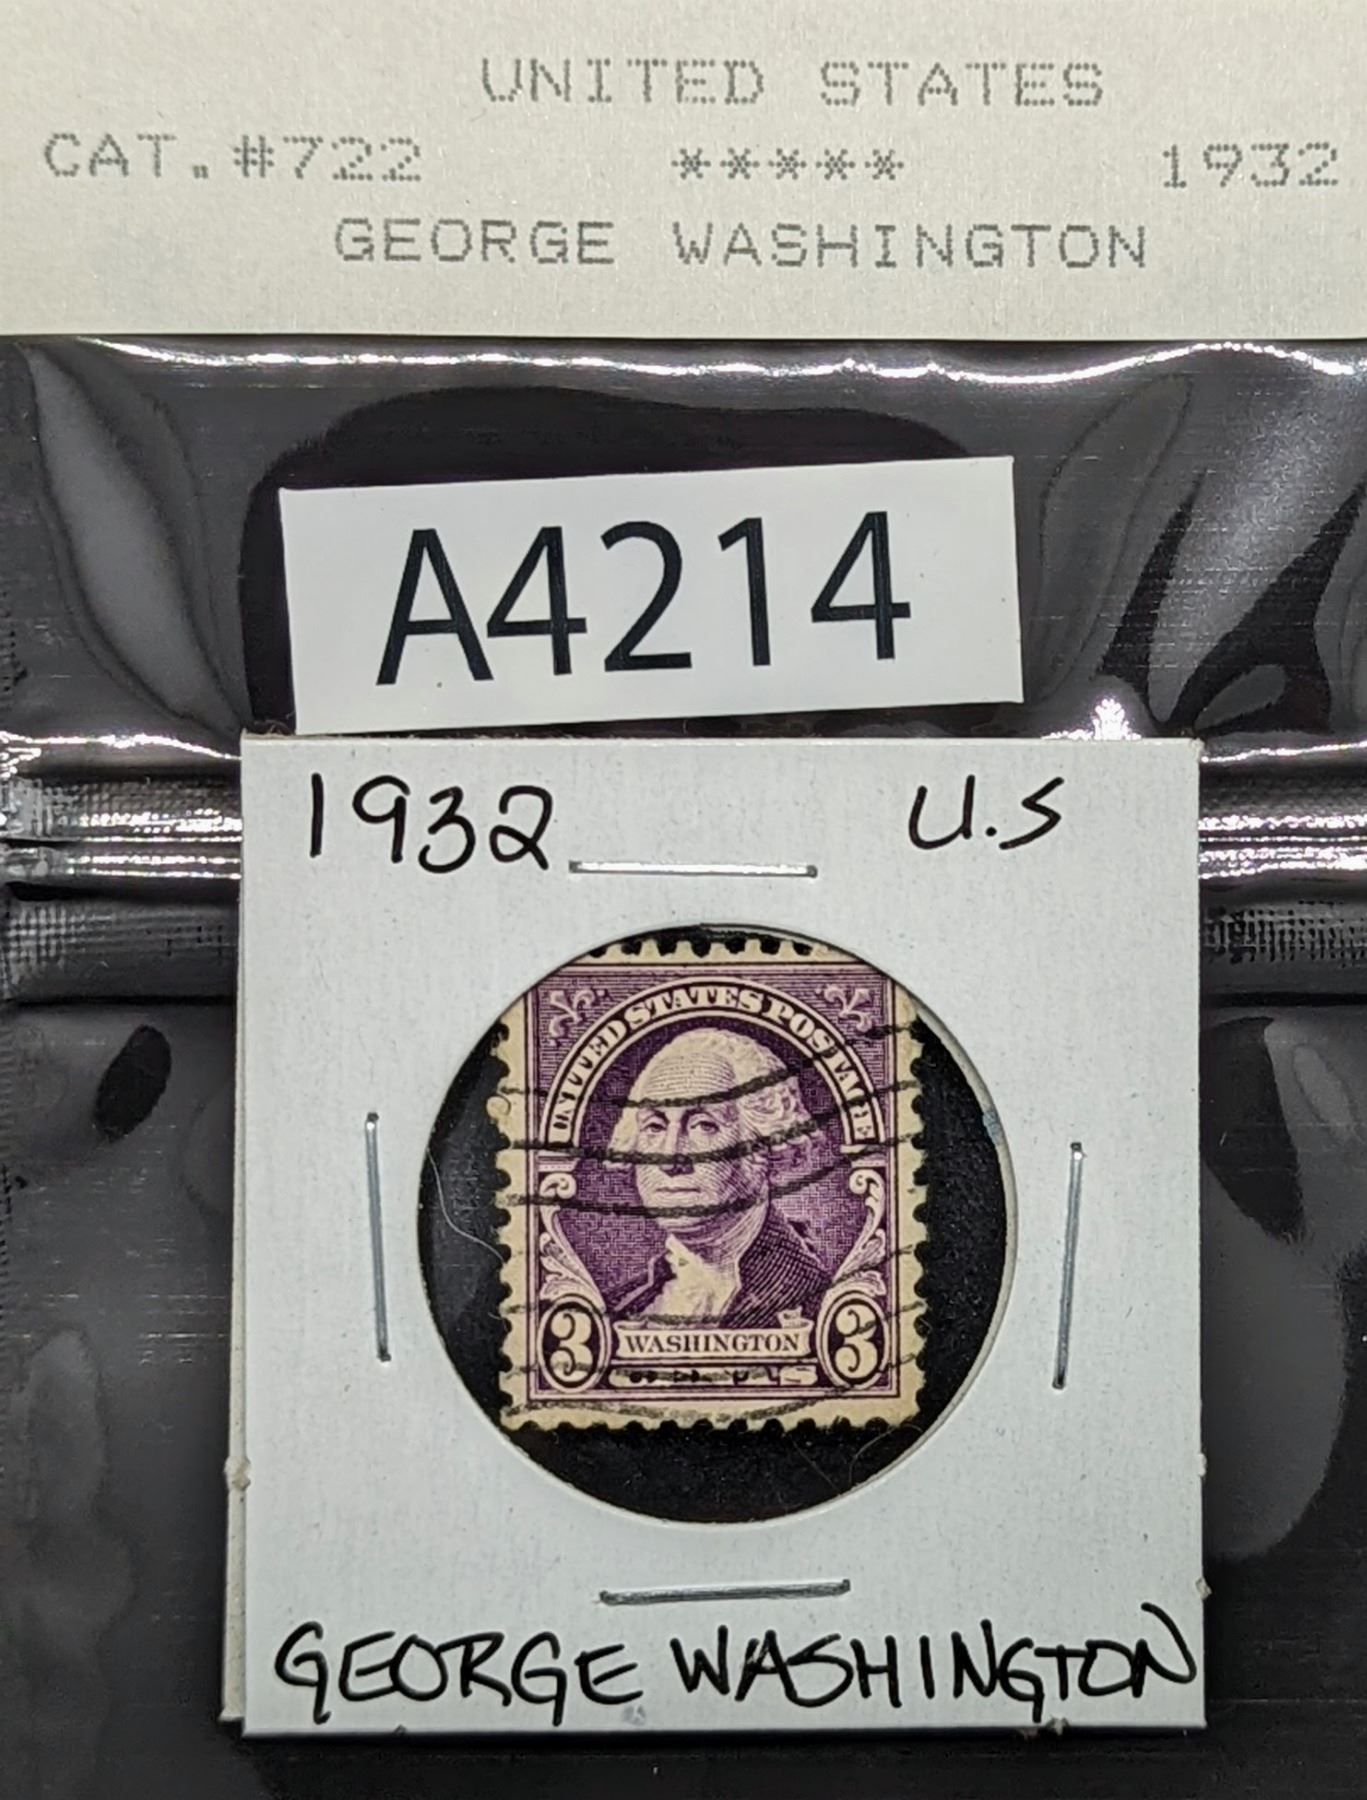 UNITED STATES
CAT.#722 ***** 1932
GEORGE WASHINGTON
A4214
1932 U.S
UNITED STATES POSTAGE
3 WASHINGTON 3
GEORGE WASHINGTON